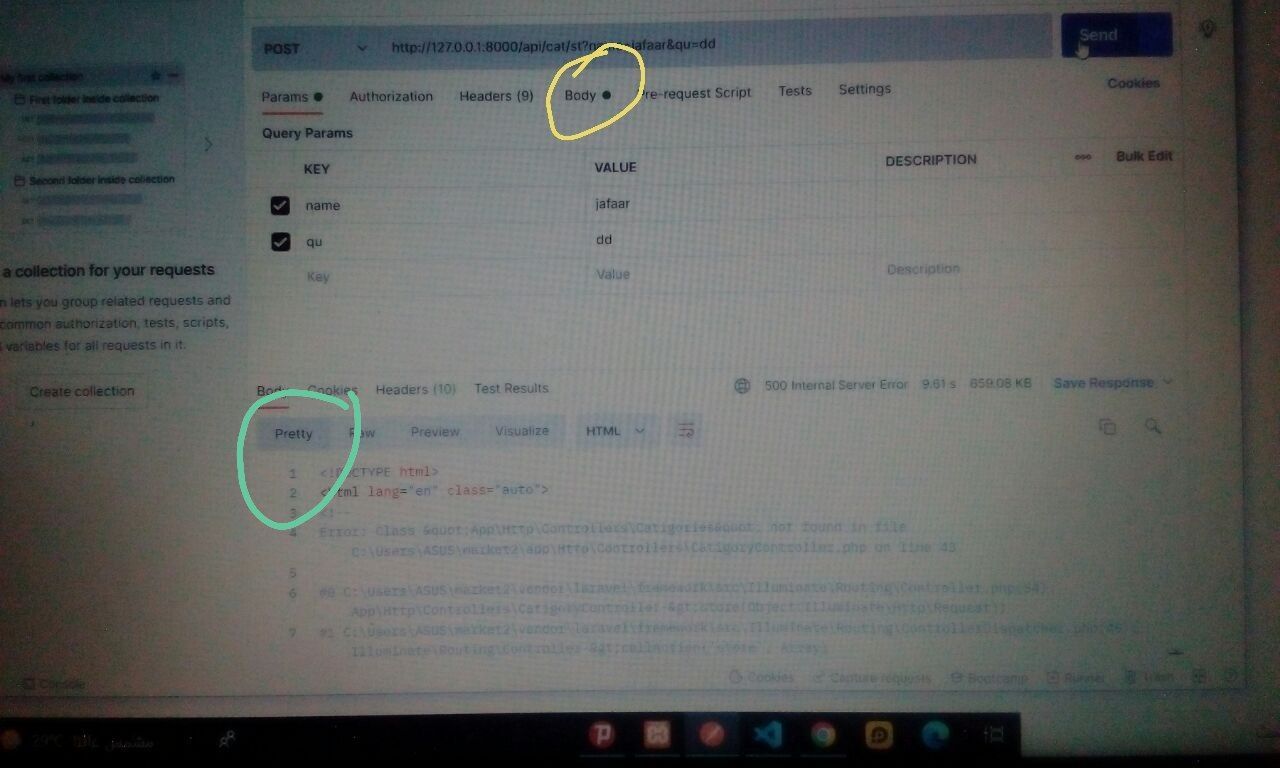 POST http://127.0.0.1:8000/api/cat/st? jafaar&qu=dd Send
My first collection
First folder inside collection
Second folder inside collection
Params Authorization Headers (9) Body Pre-request Script Tests Settings Cookies
Query Params
KEY VALUE DESCRIPTION ooo Bulk Edit
name jafaar
qu dd
Key Value Description
a collection for your requests
n lets you group related requests and
common authorization, tests, scripts,
variables for all requests in it.
Create collection
Body Cookies Headers (10) Test Results 500 Internal Server Error 9.61 s 659.08 KB Save Response
Pretty Raw Preview Visualize HTML
1 <!DOCTYPE html>
2 <html lang="en" class="auto">
3 <!--
4 Error: Class &quot;App\Http\Controllers\Catigories&quot; not found in file
C:\Users\ASUS\market2\app\Http\Controllers\CatigoryController.php on line 43
5
6 #0 C:\Users\ASUS\market2\vendor\laravel\framework\src\Illuminate\Routing\Controller.php(54):
App\Http\Controllers\CatigoryController-&gt;store(Object(Illuminate\Http\Request))
7 #1 C:\Users\ASUS\market2\vendor\laravel\framework\src\Illuminate\Routing\ControllerDispatcher.php
Illuminate\Routing\Controller-&gt;callAction( Array)
Console Cookies Capture requests Bootcamp Runner Trash
29°C مشمس غالبا